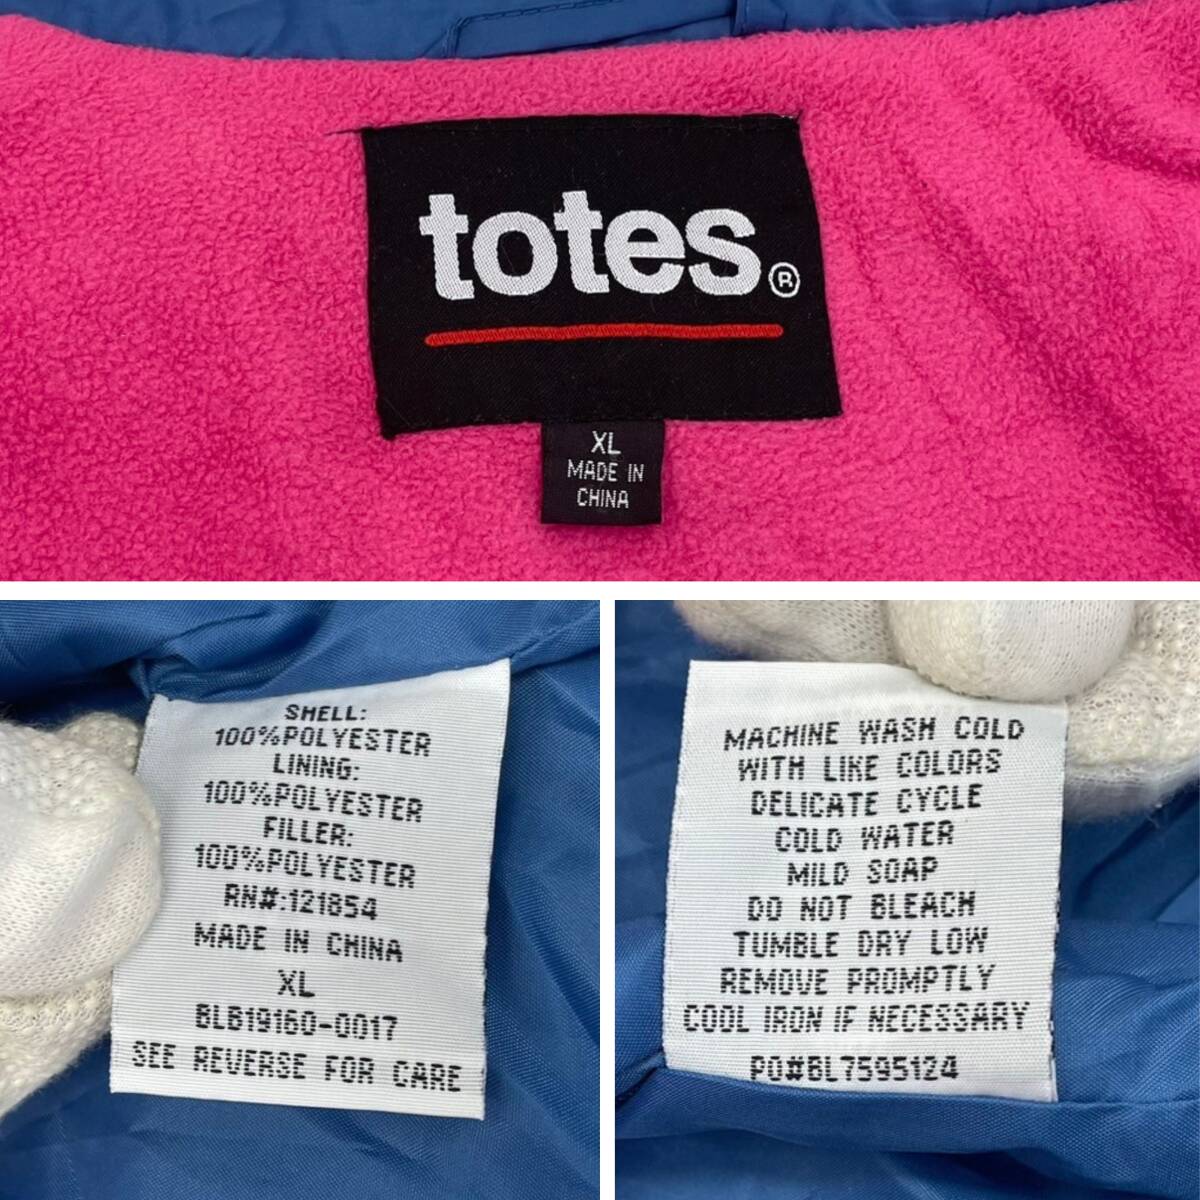 totes®
XL
MADE IN
CHINA
SHELL:
100%POLYESTER
LINING:
100%POLYESTER
FILLER:
100%POLYESTER
RN#:121854
MADE IN CHINA
XL
BLB19160-0017
SEE REVERSE FOR CARE
MACHINE WASH COLD
WITH LIKE COLORS
DELICATE CYCLE
COLD WATER
MILD SOAP
DO NOT BLEACH
TUMBLE DRY LOW
REMOVE PROMPTLY
COOL IRON IF NECESSARY
PO#BL7595124